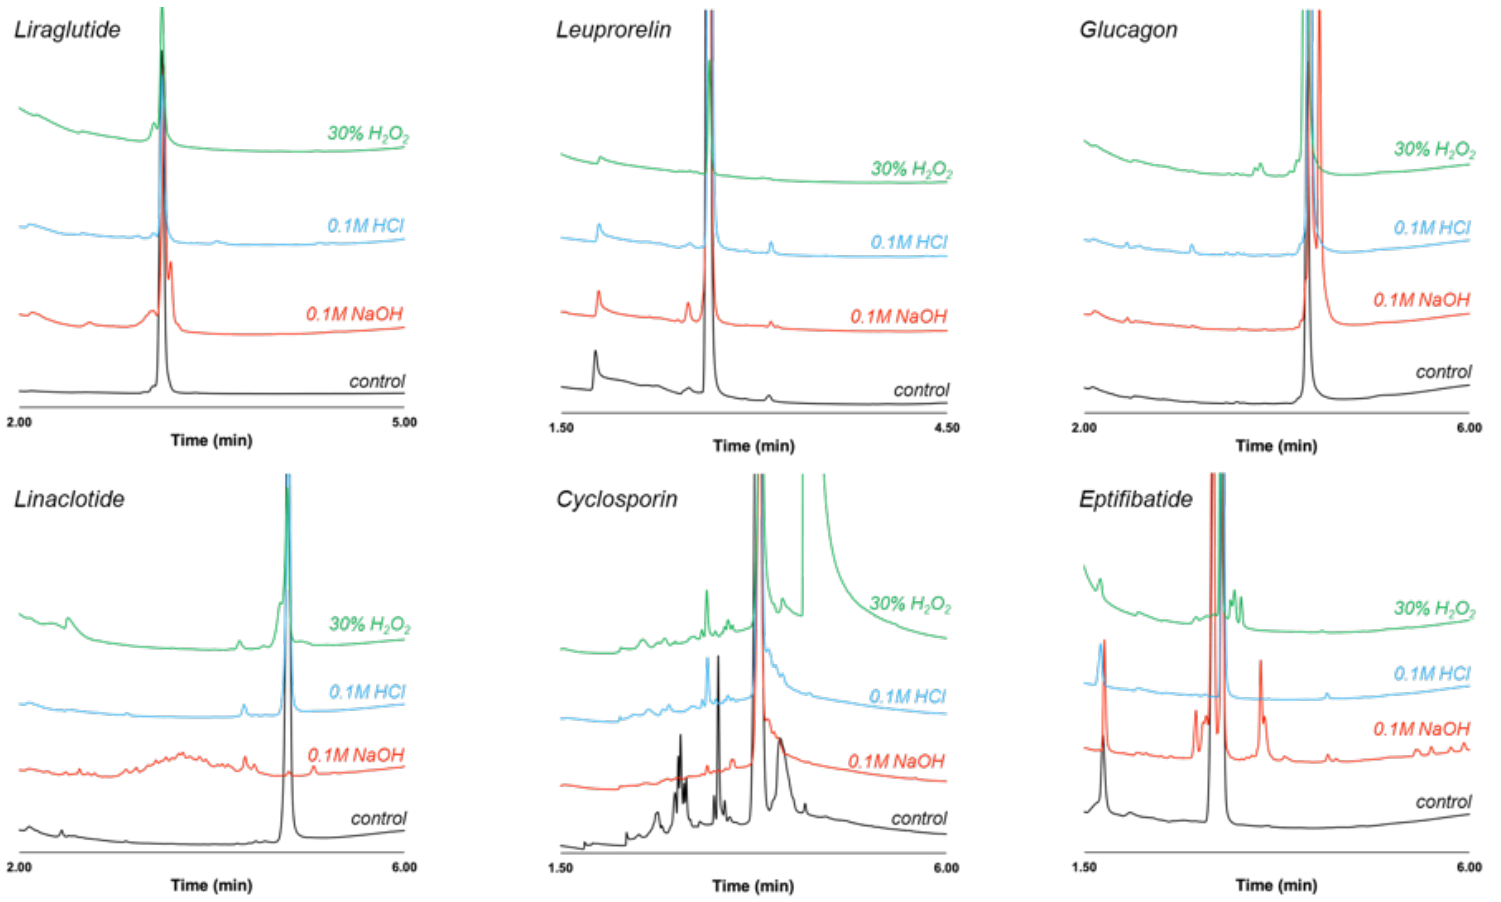 Liraglutide
30% H₂O₂
0.1M HCl
0.1M NaOH
control
2.00
5.00
Time (min)
Leuprorelin
30% H₂O₂
0.1M HCl
0.1M NaOH
control
1.50
4.50
Time (min)
Glucagon
30% H₂O₂
0.1M HCl
0.1M NaOH
control
2.00
6.00
Time (min)
Linaclotide
30% H₂O₂
0.1M HCl
0.1M NaOH
control
2.00
6.00
Time (min)
Cyclosporin
30% H₂O₂
0.1M HCl
0.1M NaOH
control
1.50
6.00
Time (min)
Eptifibatide
30% H₂O₂
0.1M HCl
0.1M NaOH
control
1.50
6.00
Time (min)